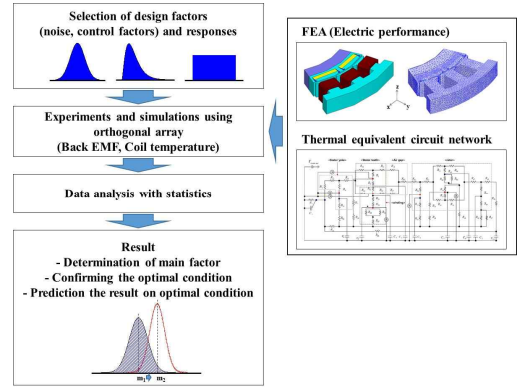 Selection of design factors
(noise, control factors) and responses
Experiments and simulations using
orthogonal array
(Back EMF, Coil temperature)
Data analysis with statistics
Result
- Determination of main factor
- Confirming the optimal condition
- Prediction the result on optimal condition
m1 m2
FEA (Electric performance)
z
x
Thermal equivalent circuit network